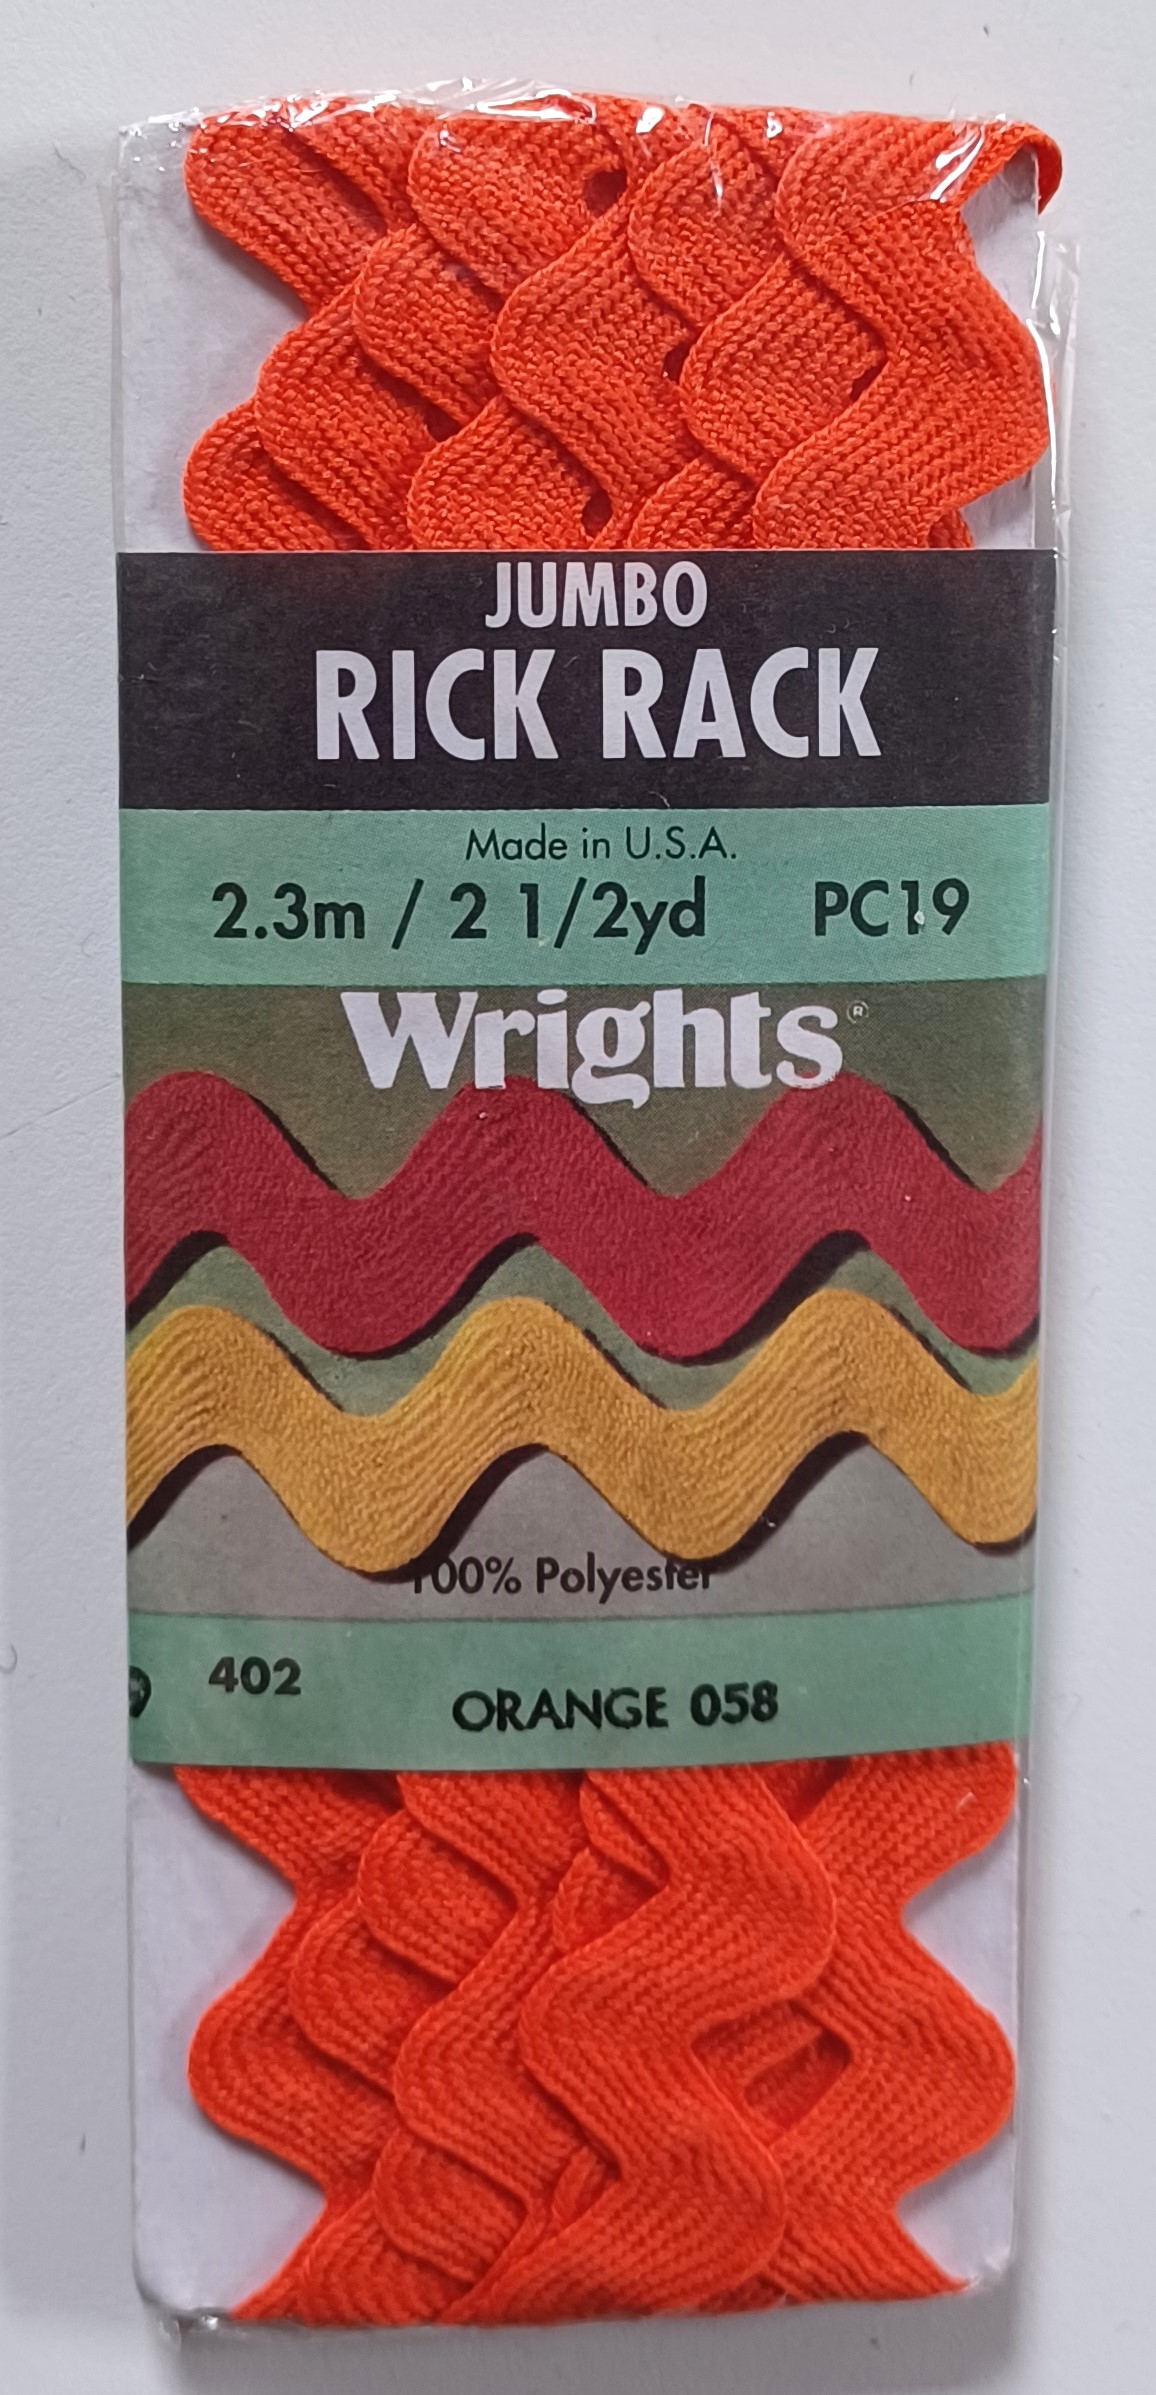 JUMBO
RICK RACK
Made in U.S.A.
2.3m / 2 1/2yd PC19
Wrights®
100% Polyester
402
ORANGE 058